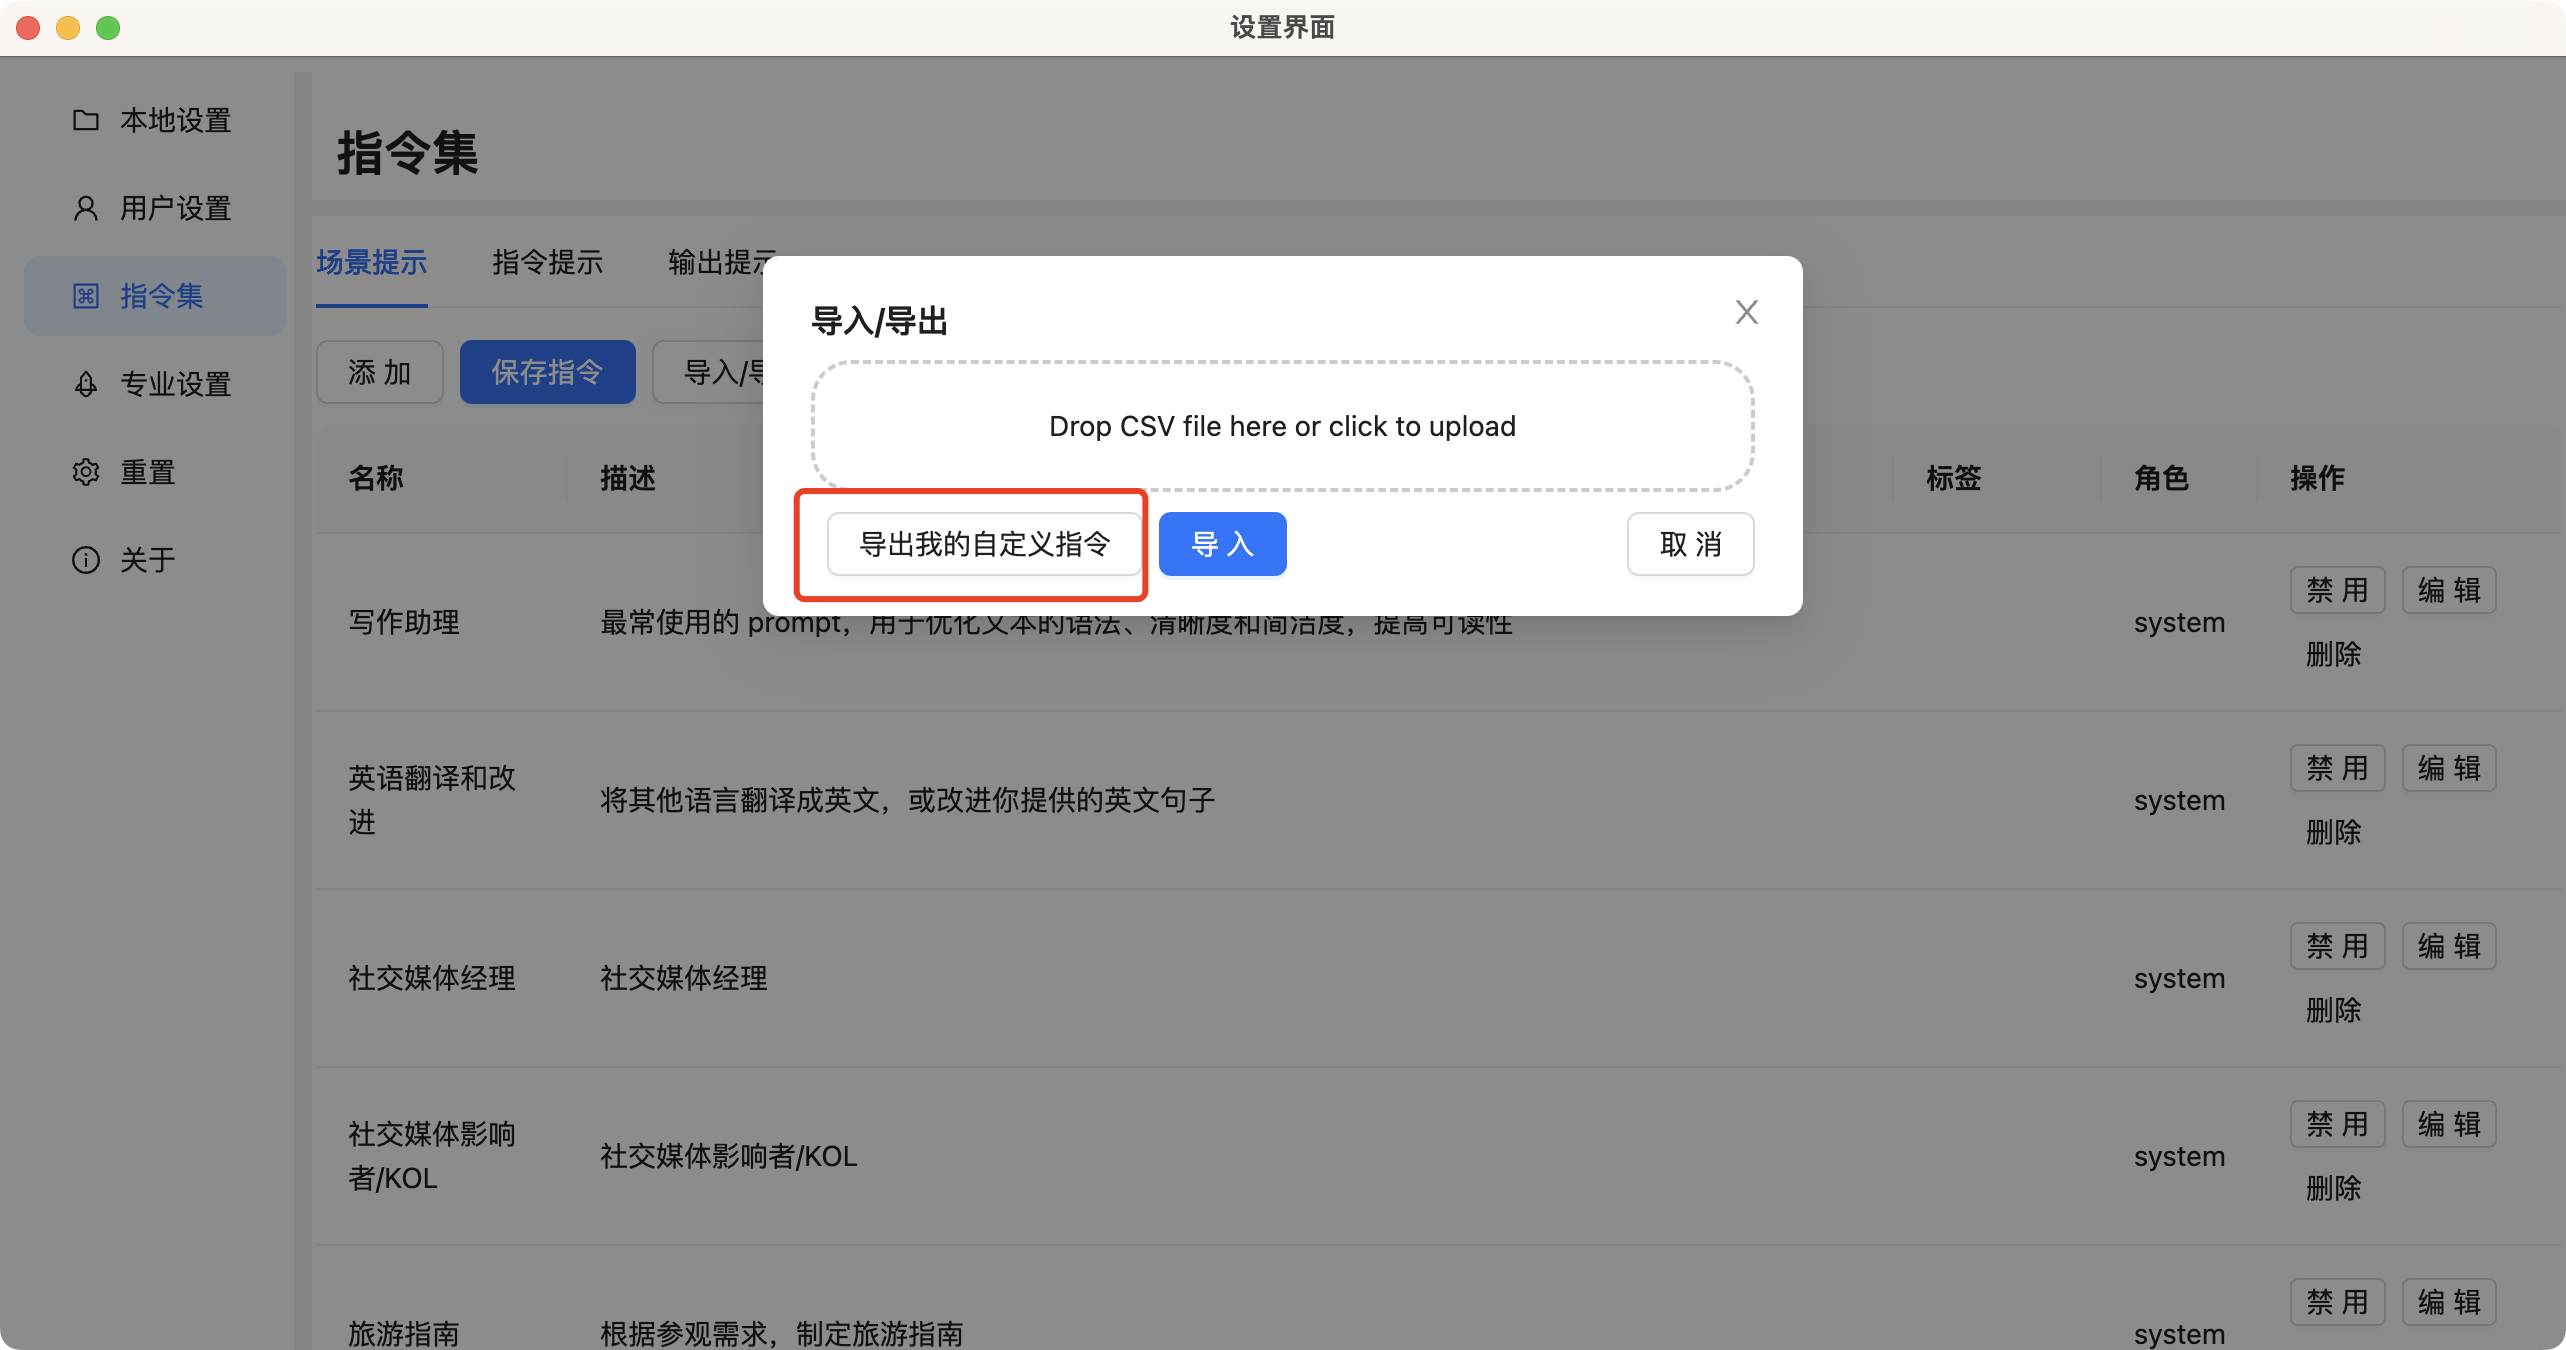 设置界面
本地设置
用户设置
指令集
专业设置
重置
关于
指令集
场景提示 指令提示 输出提示
添 加 保存指令 导入/导
导入/导出
Drop CSV file here or click to upload
导出我的自定义指令 导 入 取 消
名称 描述 标签 角色 操作
写作助理 最常使用的 prompt，用于优化文本的语法、清晰度和简洁度，提高可读性 system 禁 用 编 辑
删除
英语翻译和改
进 将其他语言翻译成英文，或改进你提供的英文句子 system 禁 用 编 辑
删除
社交媒体经理 社交媒体经理 system 禁 用 编 辑
删除
社交媒体影响
者/KOL 社交媒体影响者/KOL system 禁 用 编 辑
删除
旅游指南 根据参观需求，制定旅游指南 system 禁 用 编 辑